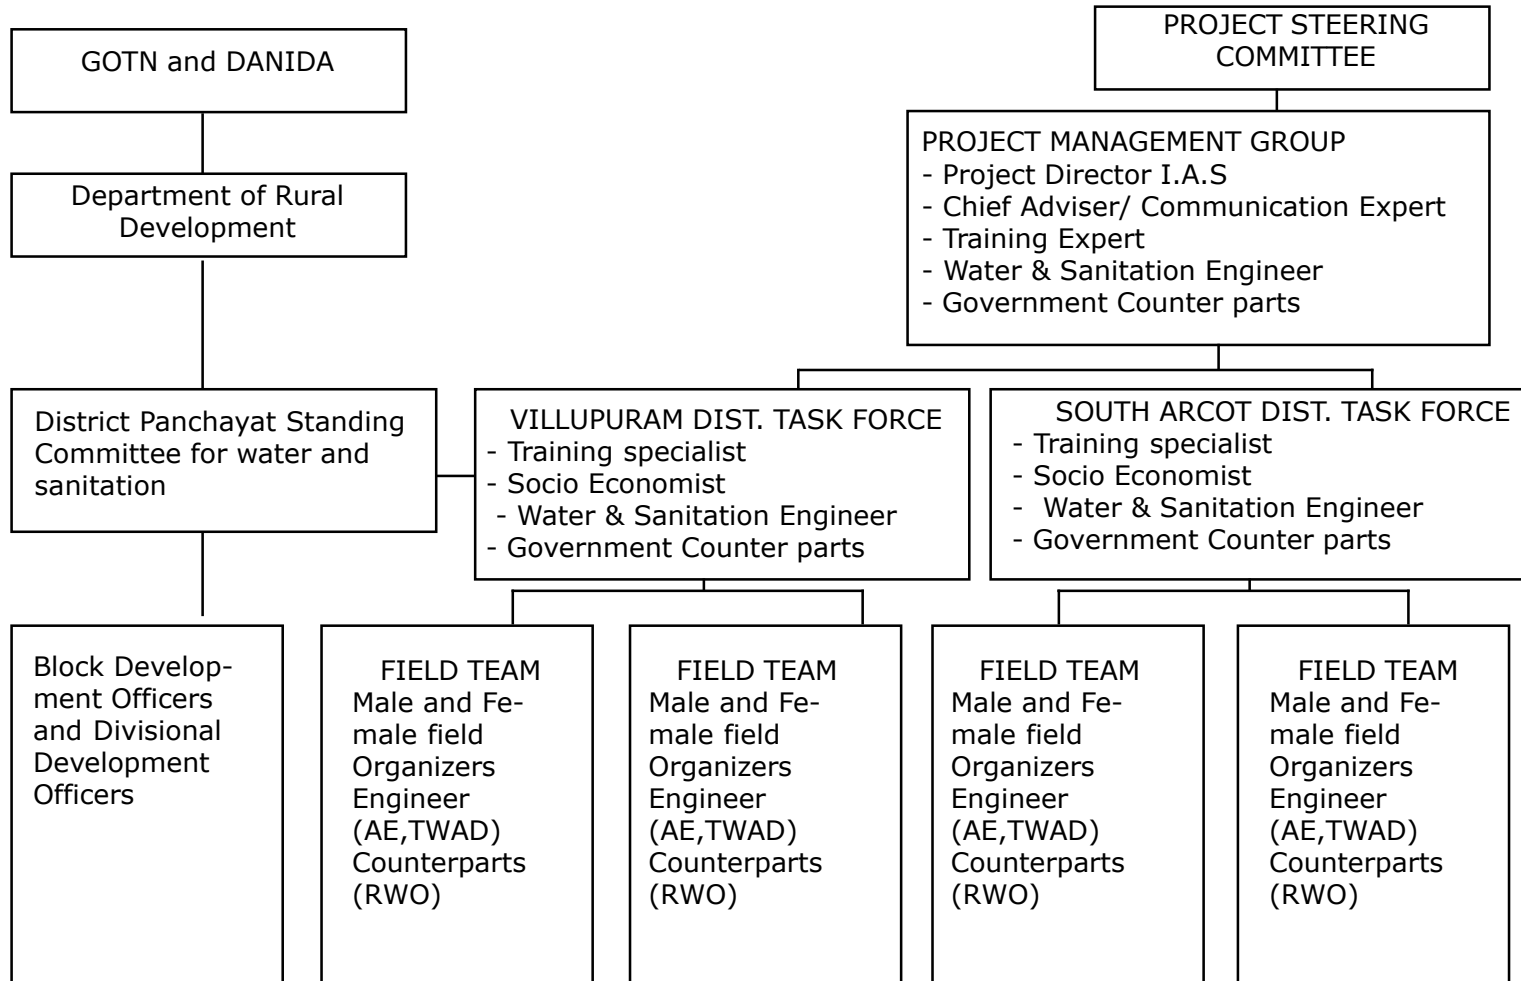 GOTN and DANIDA
PROJECT STEERING
COMMITTEE
Department of Rural
Development
PROJECT MANAGEMENT GROUP
- Project Director I.A.S
- Chief Adviser/ Communication Expert
- Training Expert
- Water & Sanitation Engineer
- Government Counter parts
District Panchayat Standing
Committee for water and
sanitation
VILLUPURAM DIST. TASK FORCE
- Training specialist
- Socio Economist
- Water & Sanitation Engineer
- Government Counter parts
SOUTH ARCOT DIST. TASK FORCE
- Training specialist
- Socio Economist
- Water & Sanitation Engineer
- Government Counter parts
Block Develop-
ment Officers
and Divisional
Development
Officers
FIELD TEAM
Male and Fe-
male field
Organizers
Engineer
(AE,TWAD)
Counterparts
(RWO)
FIELD TEAM
Male and Fe-
male field
Organizers
Engineer
(AE,TWAD)
Counterparts
(RWO)
FIELD TEAM
Male and Fe-
male field
Organizers
Engineer
(AE,TWAD)
Counterparts
(RWO)
FIELD TEAM
Male and Fe-
male field
Organizers
Engineer
(AE,TWAD)
Counterparts
(RWO)